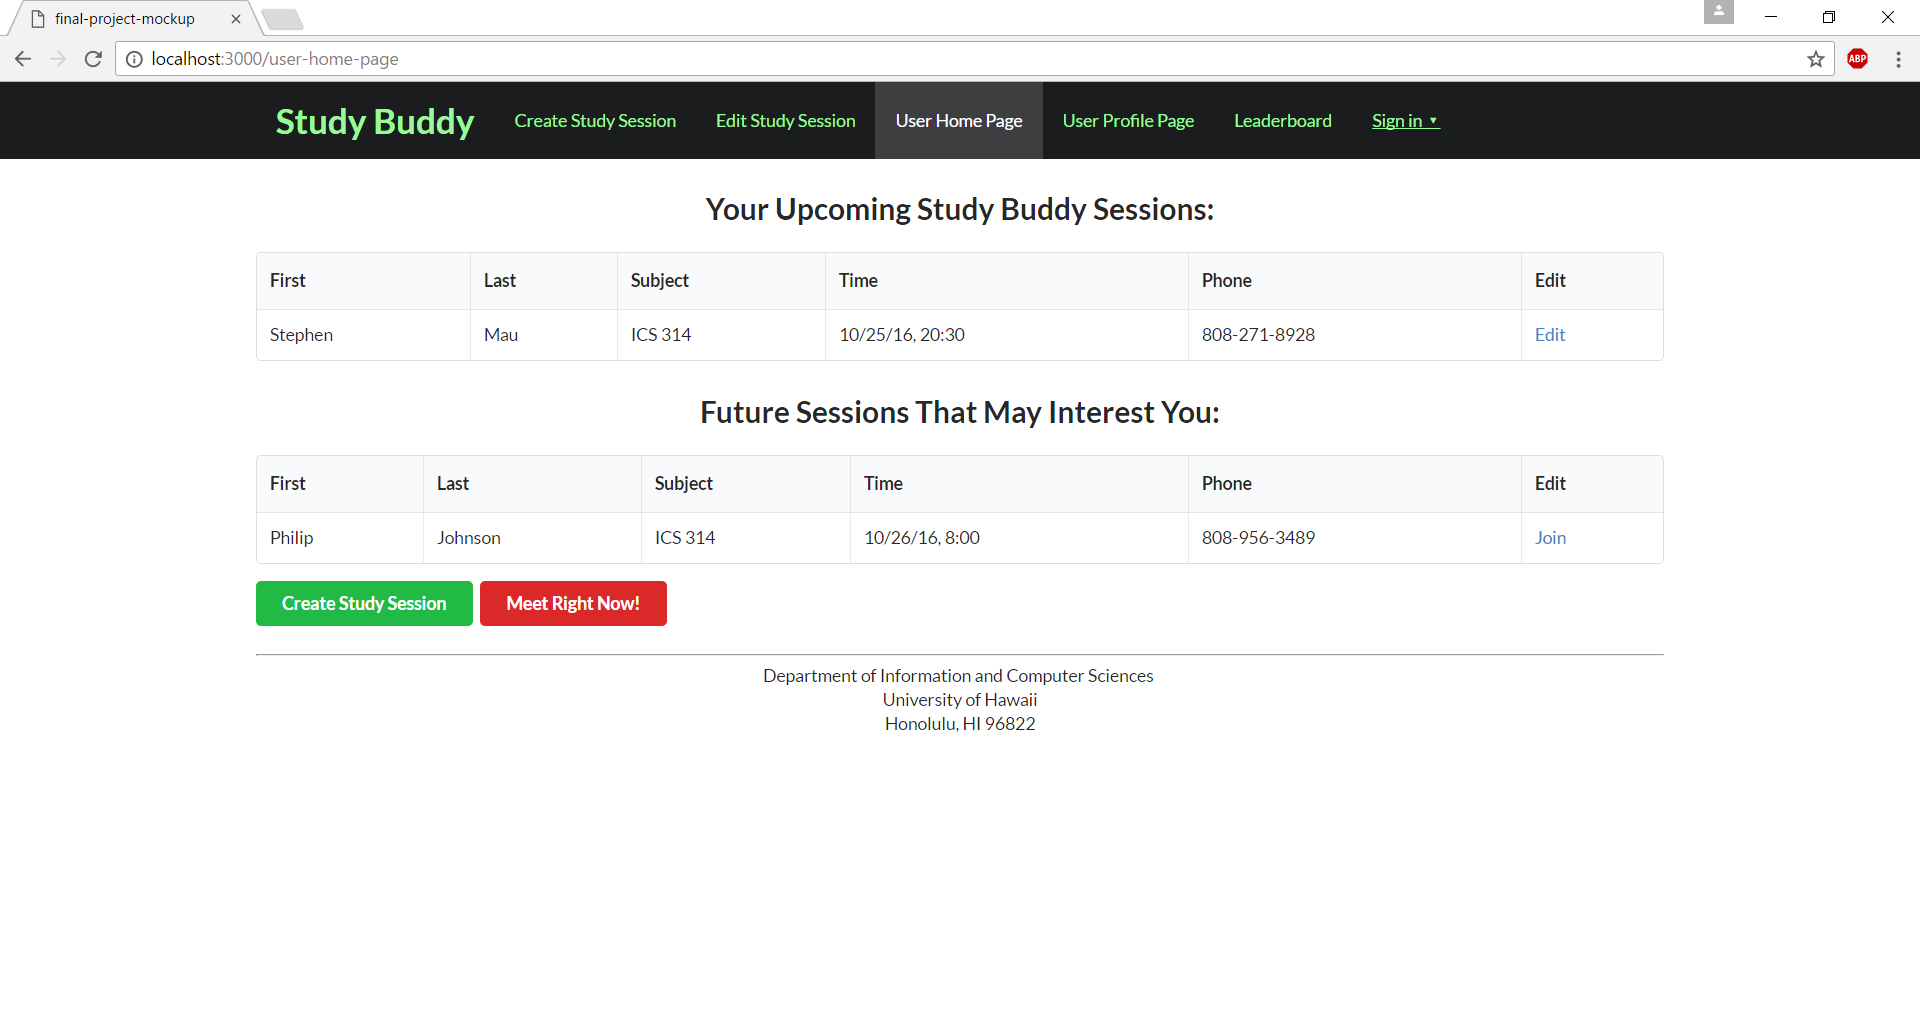 final-project-mockup
localhost:3000/user-home-page
ABP
Study Buddy Create Study Session Edit Study Session User Home Page User Profile Page Leaderboard Sign in
Your Upcoming Study Buddy Sessions:
First Last Subject Time Phone Edit
Stephen Mau ICS 314 10/25/16, 20:30 808-271-8928 Edit
Future Sessions That May Interest You:
First Last Subject Time Phone Edit
Philip Johnson ICS 314 10/26/16, 8:00 808-956-3489 Join
Create Study Session Meet Right Now!
Department of Information and Computer Sciences
University of Hawaii
Honolulu, HI 96822